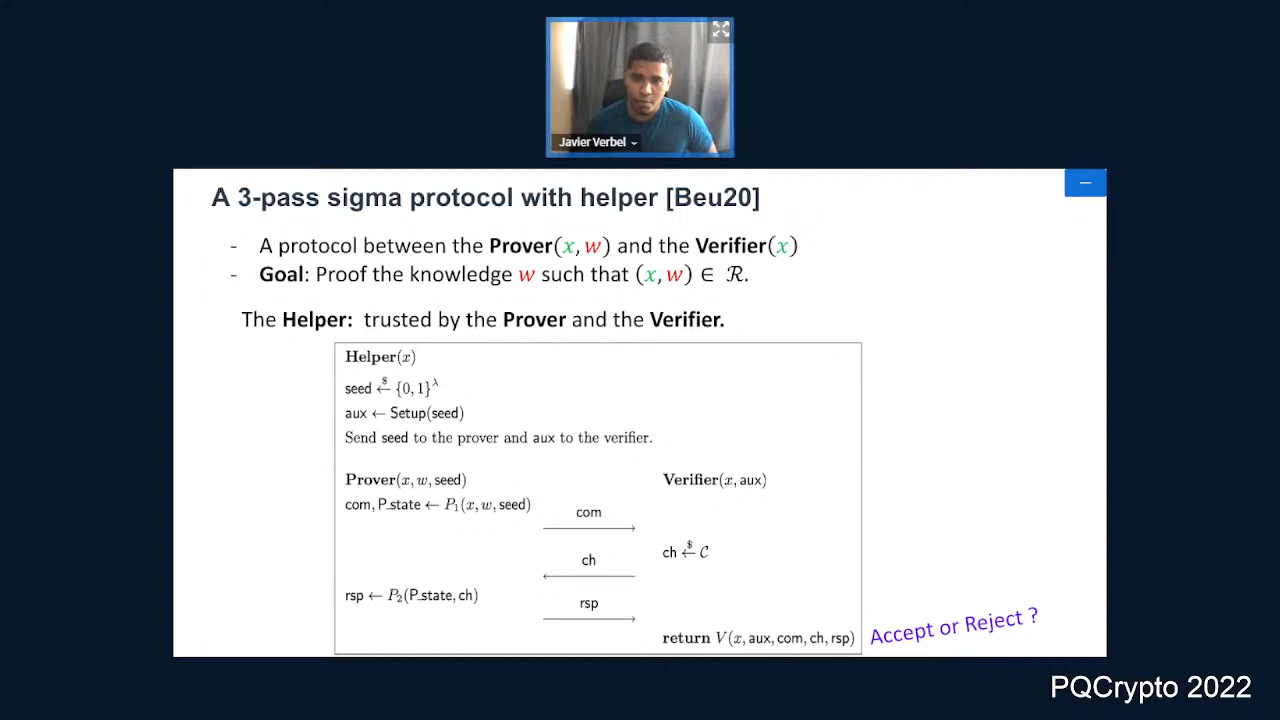 Javier Verbel
A 3-pass sigma protocol with helper [Beu20]
- A protocol between the Prover(x, w) and the Verifier(x)
- Goal: Proof the knowledge w such that (x, w) ∈ ℛ.
The Helper: trusted by the Prover and the Verifier.
Helper(x)
seed ←$ {0, 1}^λ
aux ← Setup(seed)
Send seed to the prover and aux to the verifier.
Prover(x, w, seed) Verifier(x, aux)
com, P_state ← P₁(x, w, seed)
com
ch ←$ 𝒞
ch
rsp ← P₂(P_state, ch)
rsp
return V(x, aux, com, ch, rsp)
Accept or Reject ?
PQCrypto 2022